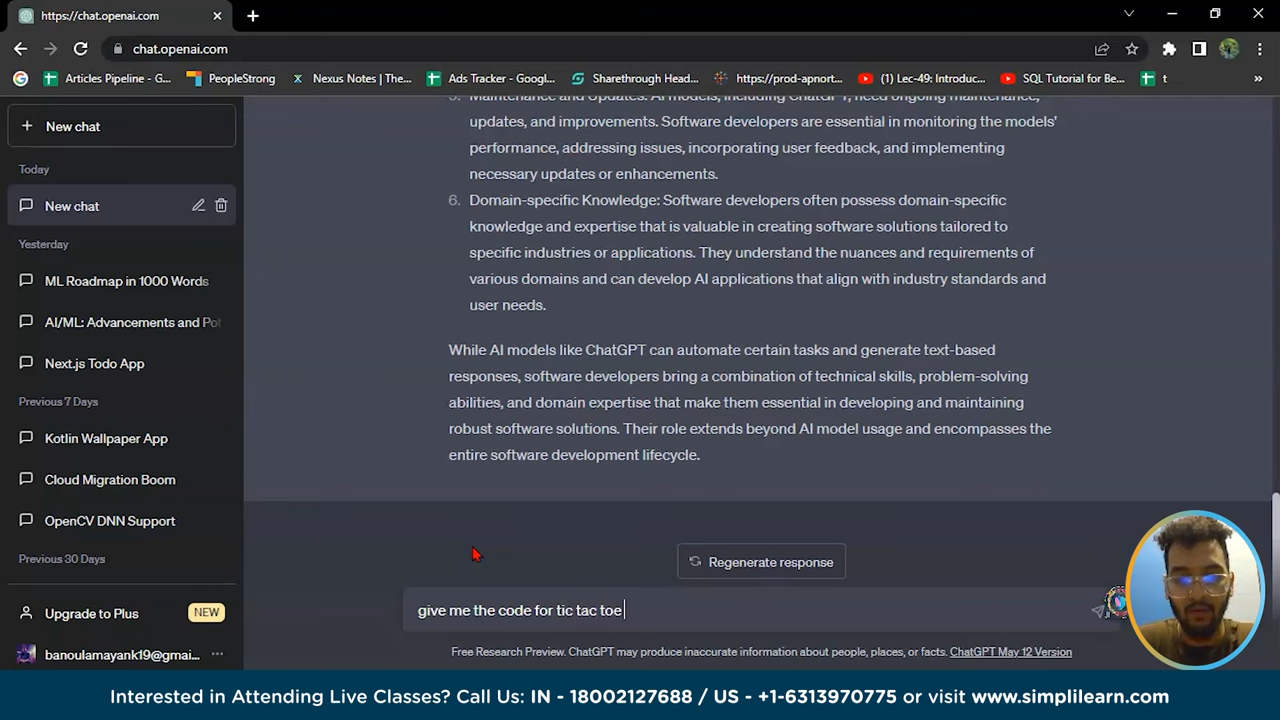 https://chat.openai.com
chat.openai.com
Articles Pipeline - G...
PeopleStrong
Nexus Notes | The...
Ads Tracker - Googl...
Sharethrough Head...
https://prod-apnort...
(1) Lec-49: Introduc...
SQL Tutorial for Be...
t
»
New chat
Today
New chat
Yesterday
ML Roadmap in 1000 Words
AI/ML: Advancements and Pot
Next.js Todo App
Previous 7 Days
Kotlin Wallpaper App
Cloud Migration Boom
OpenCV DNN Support
Previous 30 Days
Upgrade to Plus
NEW
banoulamayank19@gmai...
Maintenance and Updates: AI models, including ChatGPT, need ongoing maintenance,
updates, and improvements. Software developers are essential in monitoring the models'
performance, addressing issues, incorporating user feedback, and implementing
necessary updates or enhancements.
6. Domain-specific Knowledge: Software developers often possess domain-specific
knowledge and expertise that is valuable in creating software solutions tailored to
specific industries or applications. They understand the nuances and requirements of
various domains and can develop AI applications that align with industry standards and
user needs.
While AI models like ChatGPT can automate certain tasks and generate text-based
responses, software developers bring a combination of technical skills, problem-solving
abilities, and domain expertise that make them essential in developing and maintaining
robust software solutions. Their role extends beyond AI model usage and encompasses the
entire software development lifecycle.
Regenerate response
give me the code for tic tac toe
Free Research Preview. ChatGPT may produce inaccurate information about people, places, or facts. ChatGPT May 12 Version
Interested in Attending Live Classes? Call Us: IN - 18002127688 / US - +1-6313970775 or visit www.simplilearn.com